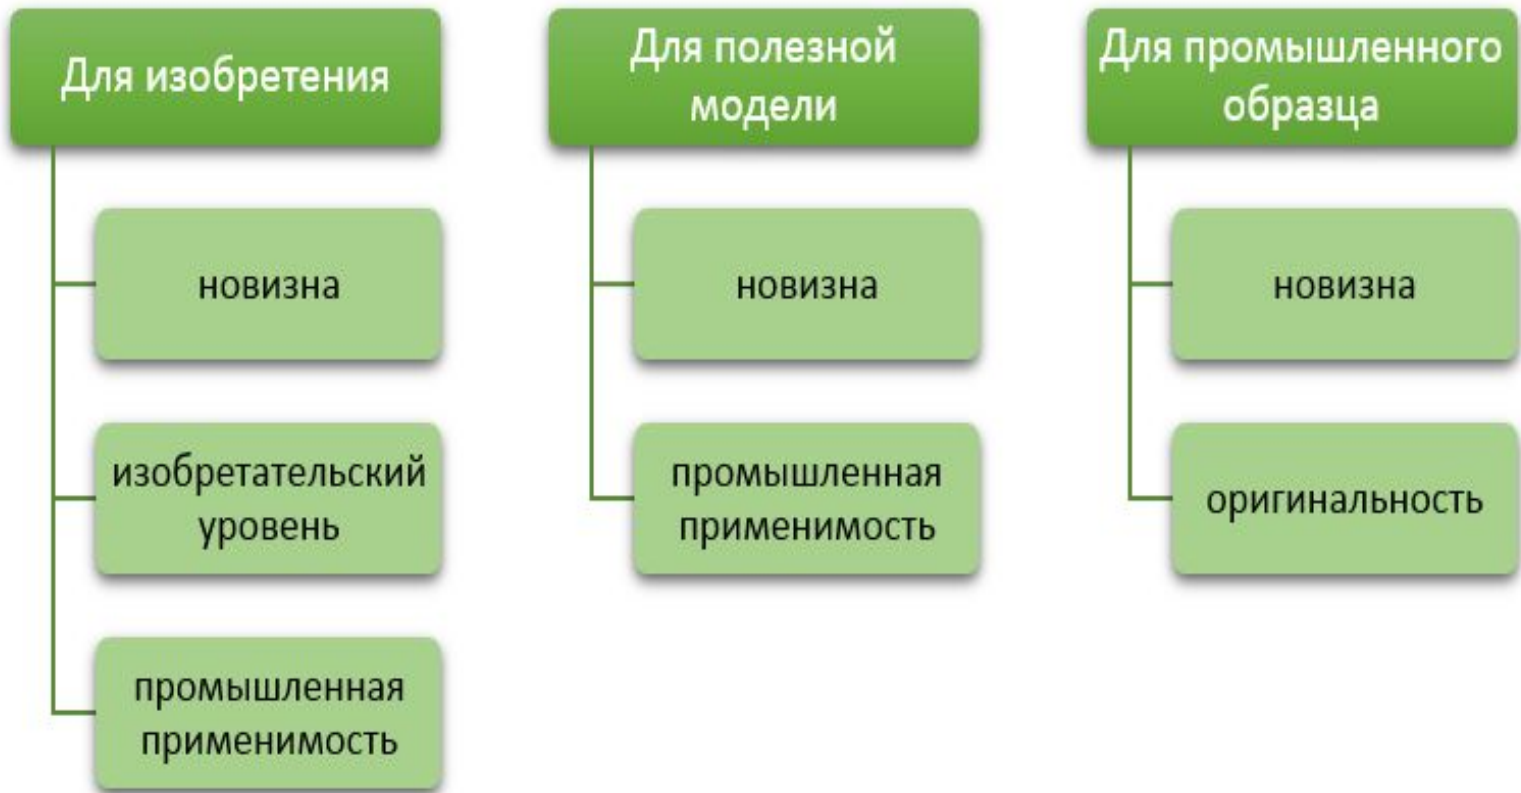 Для изобретения
новизна
изобретательский
уровень
промышленная
применимость
Для полезной
модели
новизна
промышленная
применимость
Для промышленного
образца
новизна
оригинальность